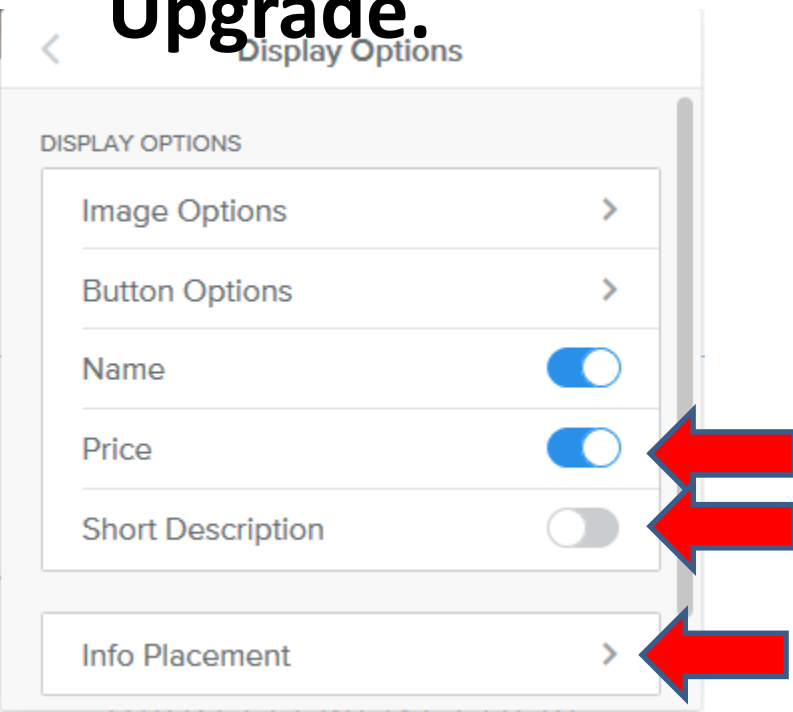 Upgrade.
Display Options
DISPLAY OPTIONS
Image Options
Button Options
Name
Price
Short Description
Info Placement